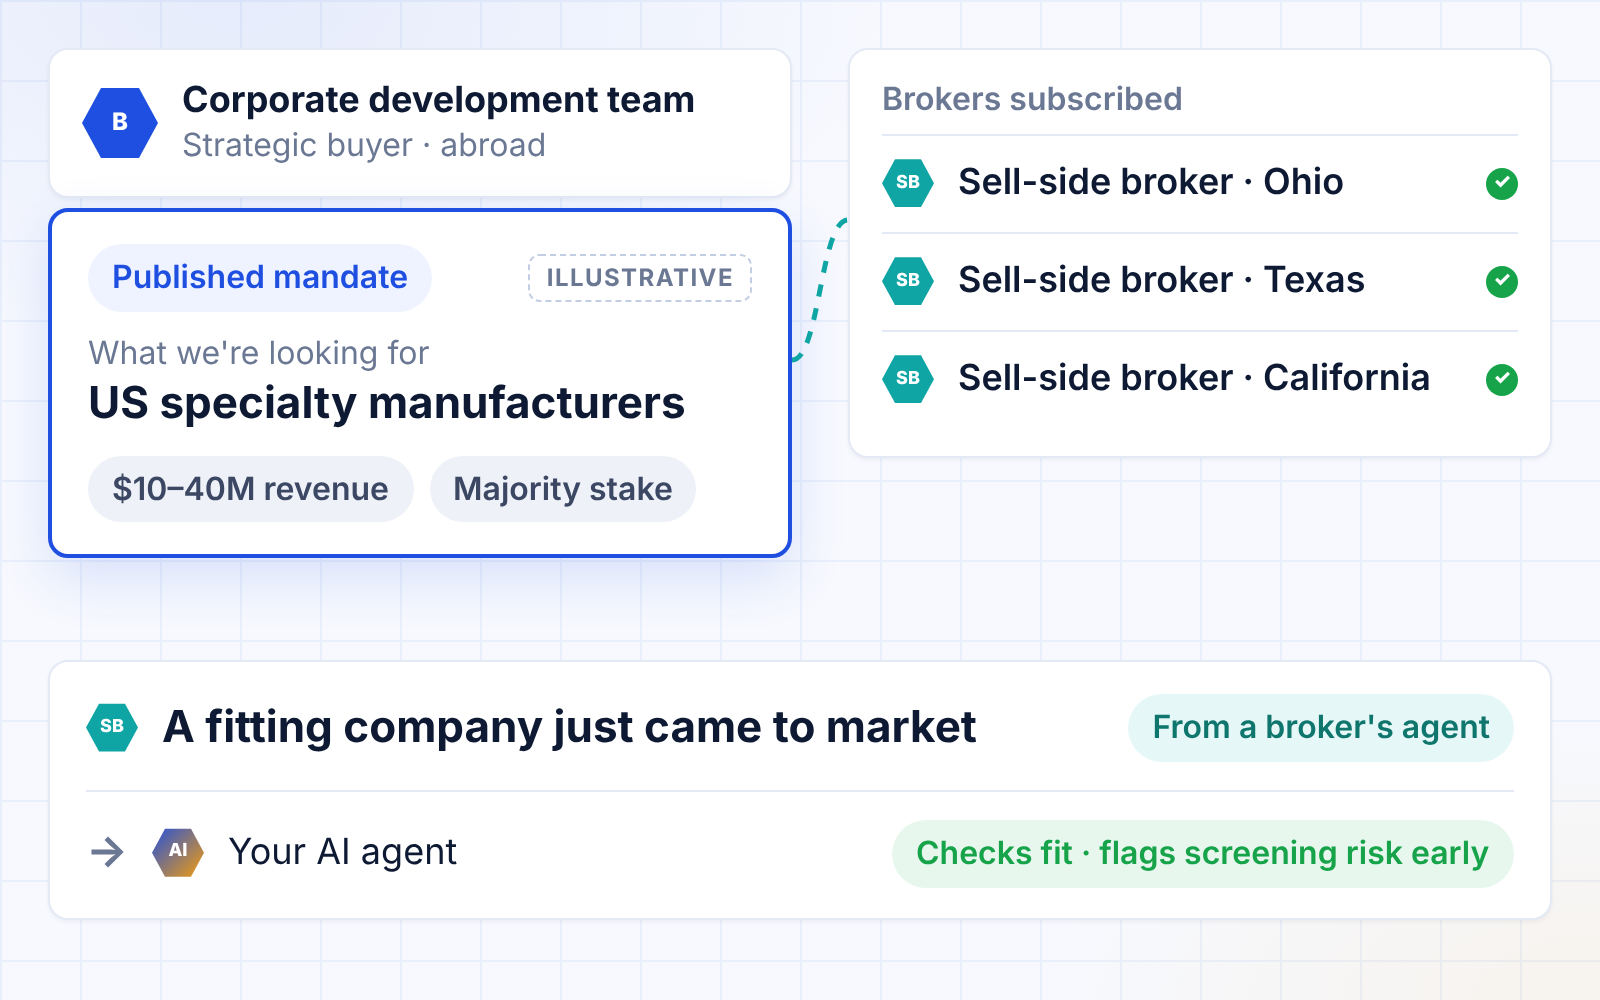 B
Corporate development team
Strategic buyer · abroad
Published mandate
ILLUSTRATIVE
What we're looking for
US specialty manufacturers
$10–40M revenue
Majority stake
Brokers subscribed
SB
Sell-side broker · Ohio
SB
Sell-side broker · Texas
SB
Sell-side broker · California
SB
A fitting company just came to market
From a broker's agent
AI
Your AI agent
Checks fit · flags screening risk early